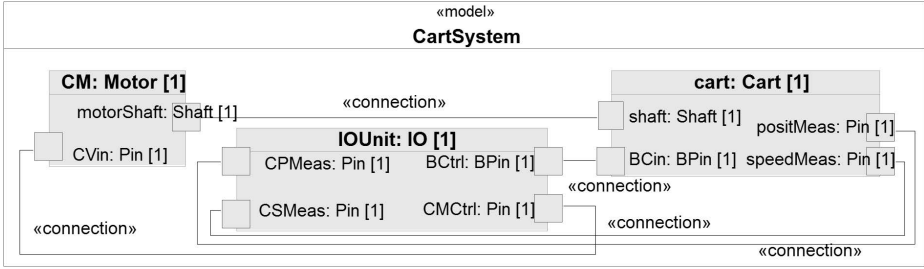 «model»
CartSystem
CM: Motor [1]
motorShaft: Shaft [1]
CVin: Pin [1]
«connection»
cart: Cart [1]
shaft: Shaft [1]
positMeas: Pin [1]
BCin: BPin [1]
speedMeas: Pin [1]
IOUnit: IO [1]
CPMeas: Pin [1]
BCtrl: BPin [1]
CSMeas: Pin [1]
CMCtrl: Pin [1]
«connection»
«connection»
«connection»
«connection»